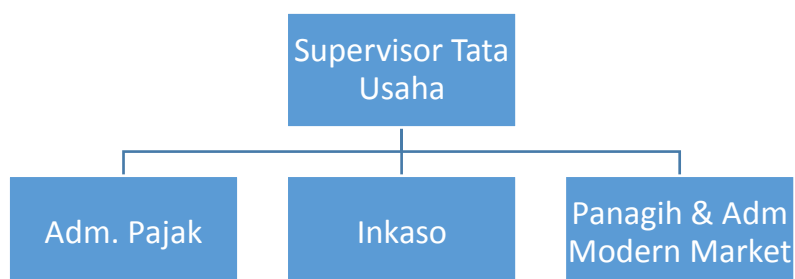 Supervisor Tata
Usaha
Adm. Pajak
Inkaso
Panagih & Adm
Modern Market